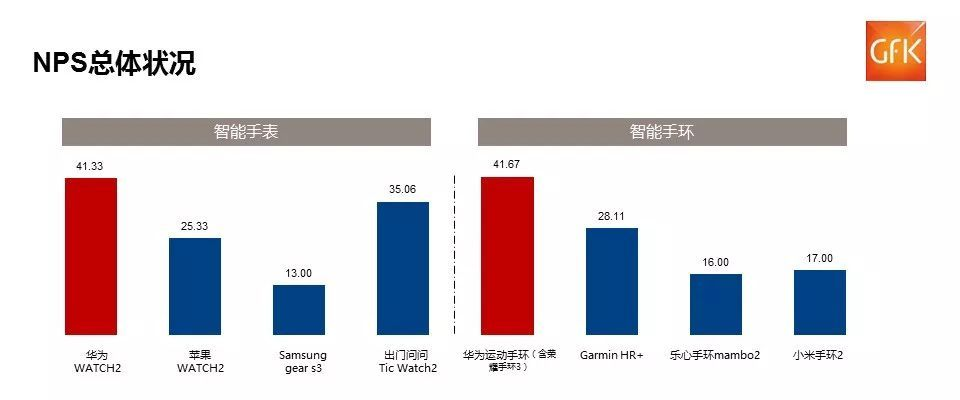 NPS总体状况
GFK
智能手表
智能手环
41.33
25.33
13.00
35.06
41.67
28.11
16.00
17.00
华为
WATCH2
苹果
WATCH2
Samsung
gear s3
出门问问
Tic Watch2
华为运动手环（含荣
耀手环3）
Garmin HR+
乐心手环mambo2
小米手环2